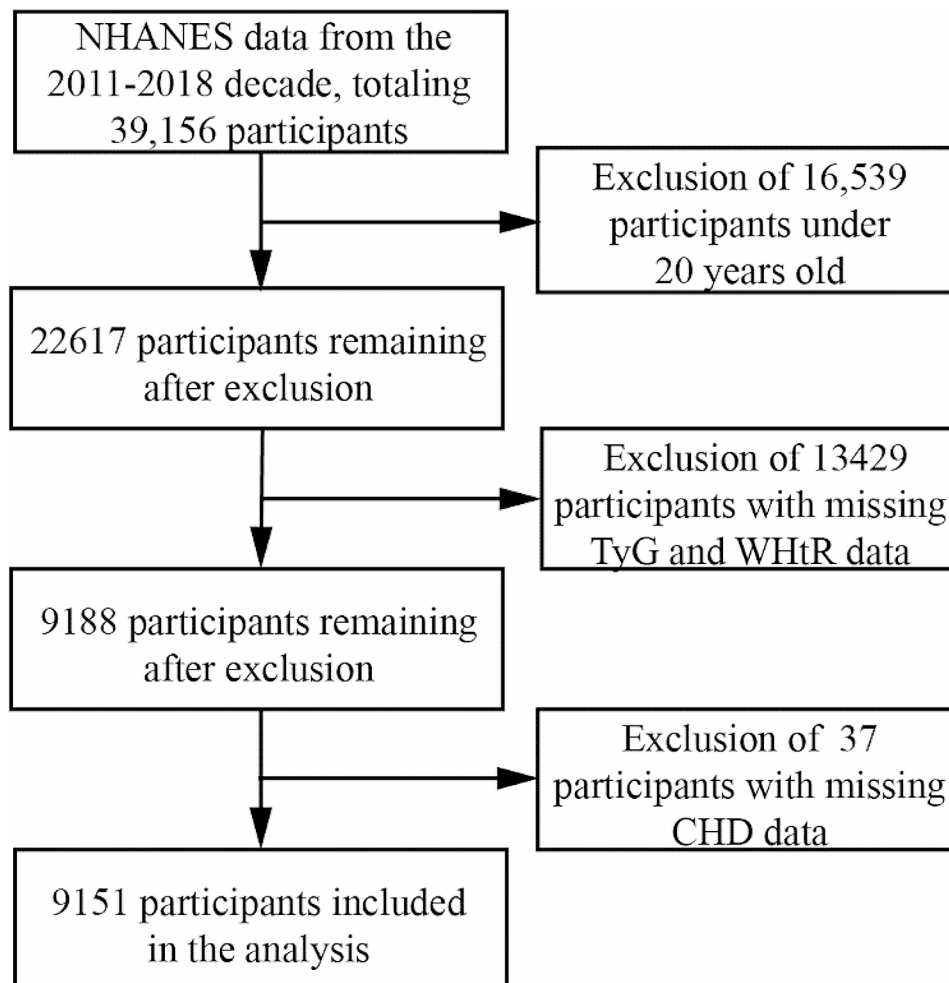 NHANES data from the
2011-2018 decade, totaling
39,156 participants
Exclusion of 16,539
participants under
20 years old
22617 participants remaining
after exclusion
Exclusion of 13429
participants with missing
TyG and WHtR data
9188 participants remaining
after exclusion
Exclusion of 37
participants with missing
CHD data
9151 participants included
in the analysis